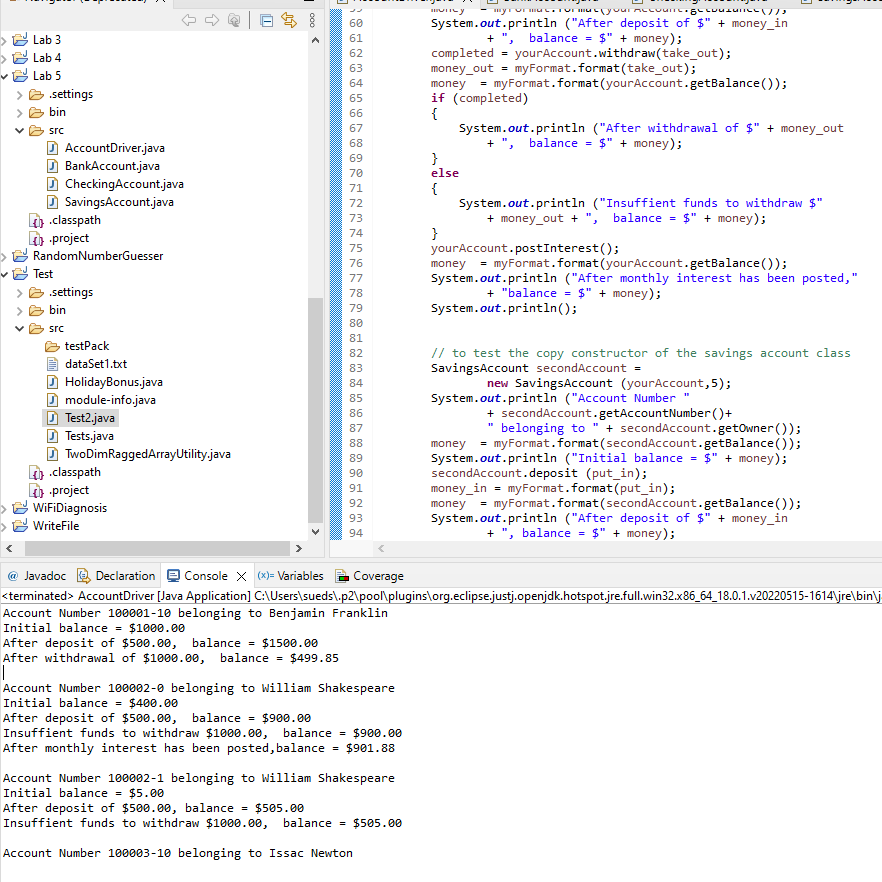 Lab 3
Lab 4
Lab 5
.settings
bin
src
AccountDriver.java
BankAccount.java
CheckingAccount.java
SavingsAccount.java
.classpath
.project
RandomNumberGuesser
Test
.settings
bin
src
testPack
dataSet1.txt
HolidayBonus.java
module-info.java
Test2.java
Tests.java
TwoDimRaggedArrayUtility.java
.classpath
.project
WiFiDiagnosis
WriteFile
60 System.out.println ("After deposit of $" + money_in
61 + ",  balance = $" + money);
62 completed = yourAccount.withdraw(take_out);
63 money_out = myFormat.format(take_out);
64 money  = myFormat.format(yourAccount.getBalance());
65 if (completed)
66 {
67 System.out.println ("After withdrawal of $" + money_out
68 + ",  balance = $" + money);
69 }
70 else
71 {
72 System.out.println ("Insuffient funds to withdraw $"
73 + money_out + ",  balance = $" + money);
74 }
75 yourAccount.postInterest();
76 money  = myFormat.format(yourAccount.getBalance());
77 System.out.println ("After monthly interest has been posted,"
78 + "balance = $" + money);
79 System.out.println();
80
81
82 // to test the copy constructor of the savings account class
83 SavingsAccount secondAccount =
84 new SavingsAccount (yourAccount,5);
85 System.out.println ("Account Number "
86 + secondAccount.getAccountNumber()+
87 " belonging to " + secondAccount.getOwner());
88 money  = myFormat.format(secondAccount.getBalance());
89 System.out.println ("Initial balance = $" + money);
90 secondAccount.deposit (put_in);
91 money_in = myFormat.format(put_in);
92 money  = myFormat.format(secondAccount.getBalance());
93 System.out.println ("After deposit of $" + money_in
94 + ", balance = $" + money);
@ Javadoc Declaration Console (x)= Variables Coverage
<terminated> AccountDriver [Java Application] C:\Users\sueds\.p2\pool\plugins\org.eclipse.justj.openjdk.hotspot.jre.full.win32.x86_64_18.0.1.v20220515-1614\jre\bin\j
Account Number 100001-10 belonging to Benjamin Franklin
Initial balance = $1000.00
After deposit of $500.00,  balance = $1500.00
After withdrawal of $1000.00,  balance = $499.85
Account Number 100002-0 belonging to William Shakespeare
Initial balance = $400.00
After deposit of $500.00,  balance = $900.00
Insuffient funds to withdraw $1000.00,  balance = $900.00
After monthly interest has been posted,balance = $901.88
Account Number 100002-1 belonging to William Shakespeare
Initial balance = $5.00
After deposit of $500.00, balance = $505.00
Insuffient funds to withdraw $1000.00,  balance = $505.00
Account Number 100003-10 belonging to Issac Newton